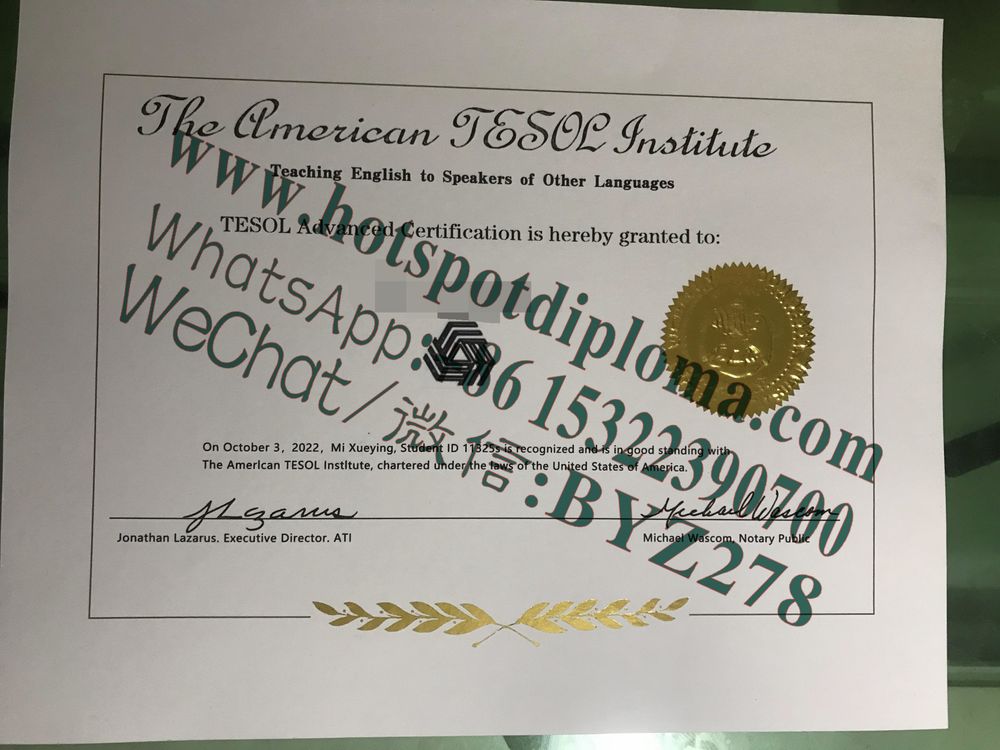 The American TESOL Institute
Teaching English to Speakers of Other Languages
TESOL Advanced Certification is hereby granted to:
www.hotspotdiploma.com
WhatsApp:+86 15322390700
WeChat/微信:BYZ278
On October 3, 2022, Mi Xueying, Student ID 11325s is recognized and is in good standing with
The American TESOL Institute, chartered under the laws of the United States of America.
JLazarus
Michael Wascom
Jonathan Lazarus. Executive Director. ATI
Michael Wascom, Notary Public